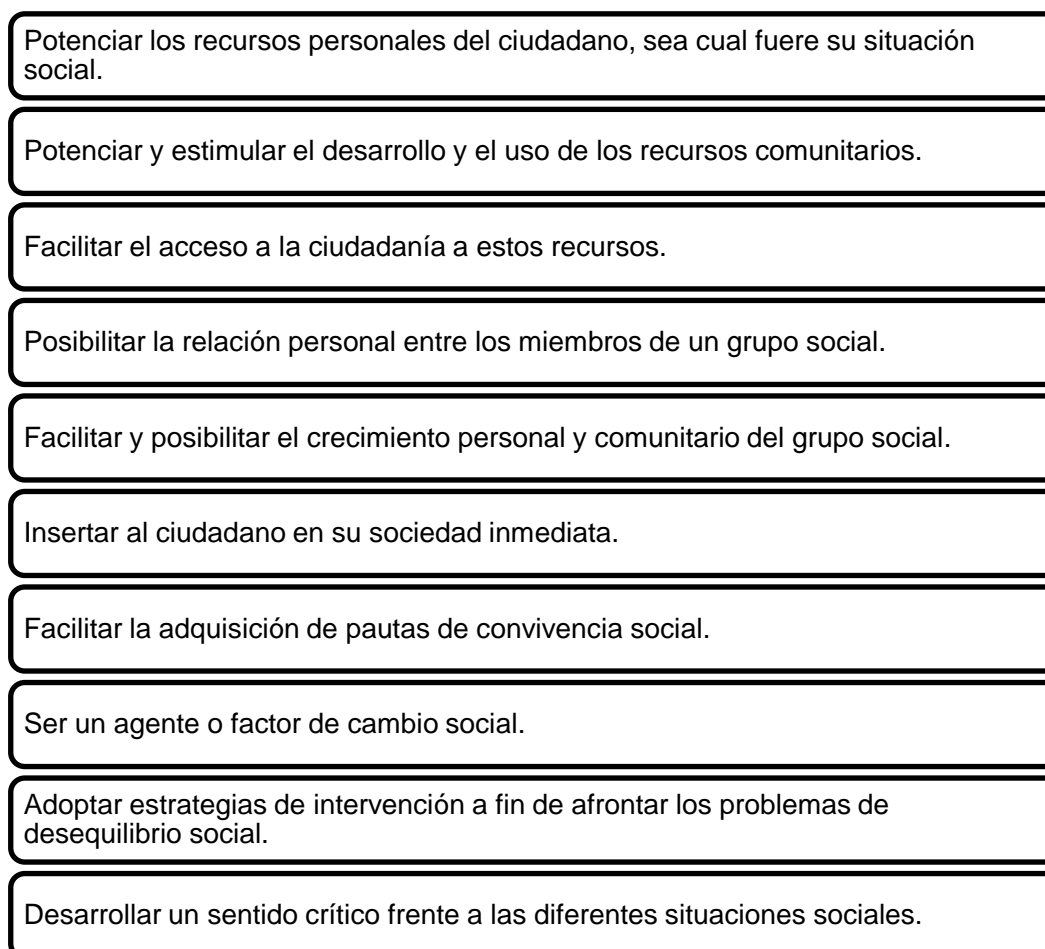 Potenciar los recursos personales del ciudadano, sea cual fuere su situación
social.
Potenciar y estimular el desarrollo y el uso de los recursos comunitarios.
Facilitar el acceso a la ciudadanía a estos recursos.
Posibilitar la relación personal entre los miembros de un grupo social.
Facilitar y posibilitar el crecimiento personal y comunitario del grupo social.
Insertar al ciudadano en su sociedad inmediata.
Facilitar la adquisición de pautas de convivencia social.
Ser un agente o factor de cambio social.
Adoptar estrategias de intervención a fin de afrontar los problemas de
desequilibrio social.
Desarrollar un sentido crítico frente a las diferentes situaciones sociales.